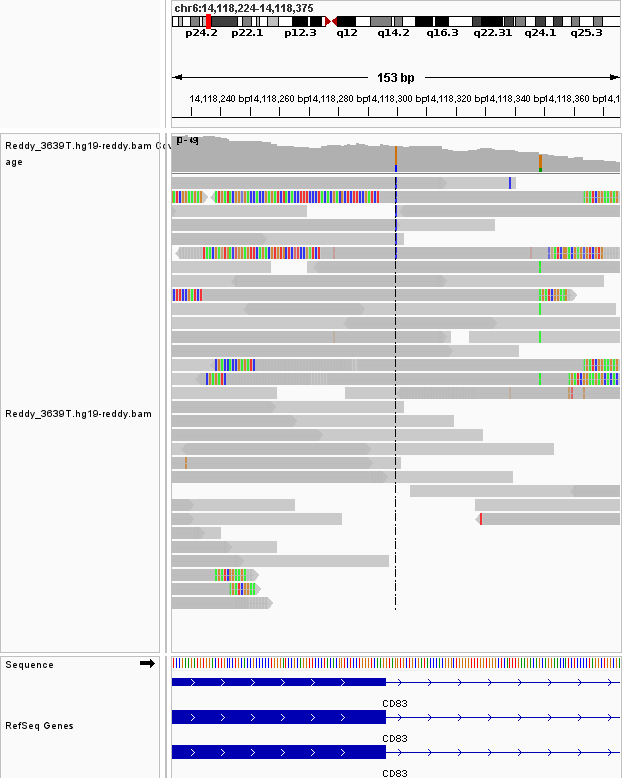 chr6:14,118,224-14,118,375
p24.2 p22.1 p12.3 q12 q14.2 q16.3 q22.31 q24.1 q25.3
153 bp
14,118,240 bp 14,118,260 bp 14,118,280 bp 14,118,300 bp 14,118,320 bp 14,118,340 bp 14,118,360 bp 14,1
Reddy_3639T.hg19-reddy.bam Cov
age
Reddy_3639T.hg19-reddy.bam
Sequence
RefSeq Genes
CD83
CD83
CD83